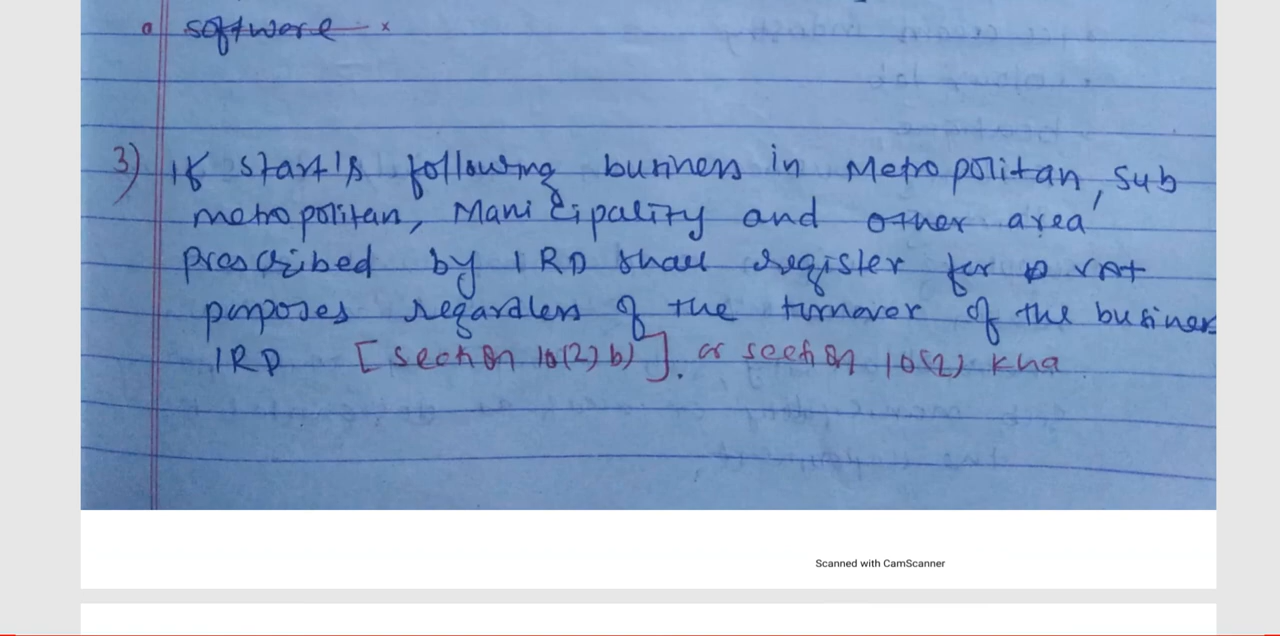 software x
3) If start's following business in Metropolitan, Sub
metropolitan, Municipality and other area
prescribed by IRD shall register for VAT
purposes regardless of the turnover of the business
IRD [section 10(2) b)]. or section 10(2) kha
Scanned with CamScanner